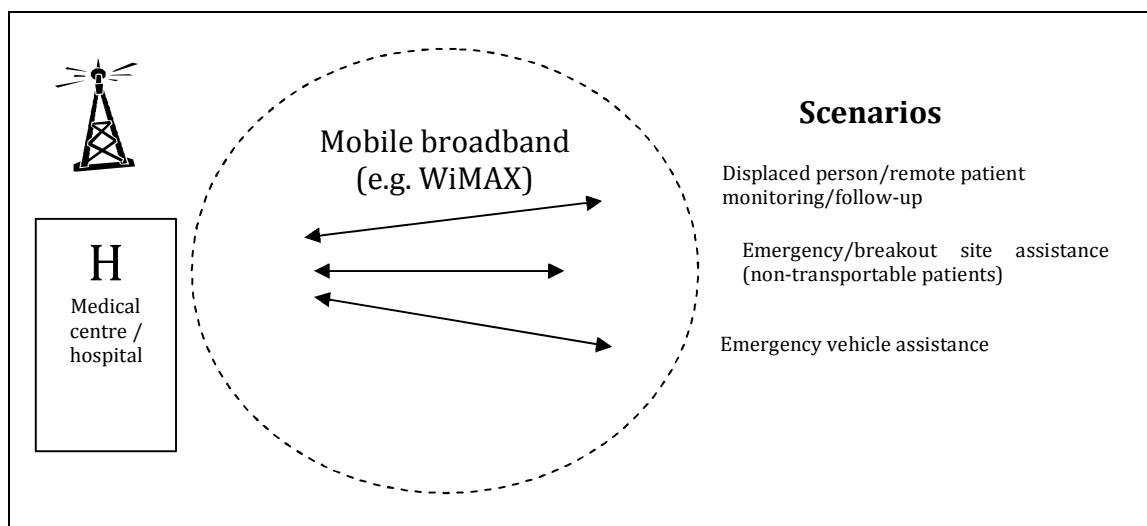 Mobile broadband
(e.g. WiMAX)
H
Medical
centre /
hospital
Scenarios
Displaced person/remote patient
monitoring/follow-up
Emergency/breakout site assistance
(non-transportable patients)
Emergency vehicle assistance